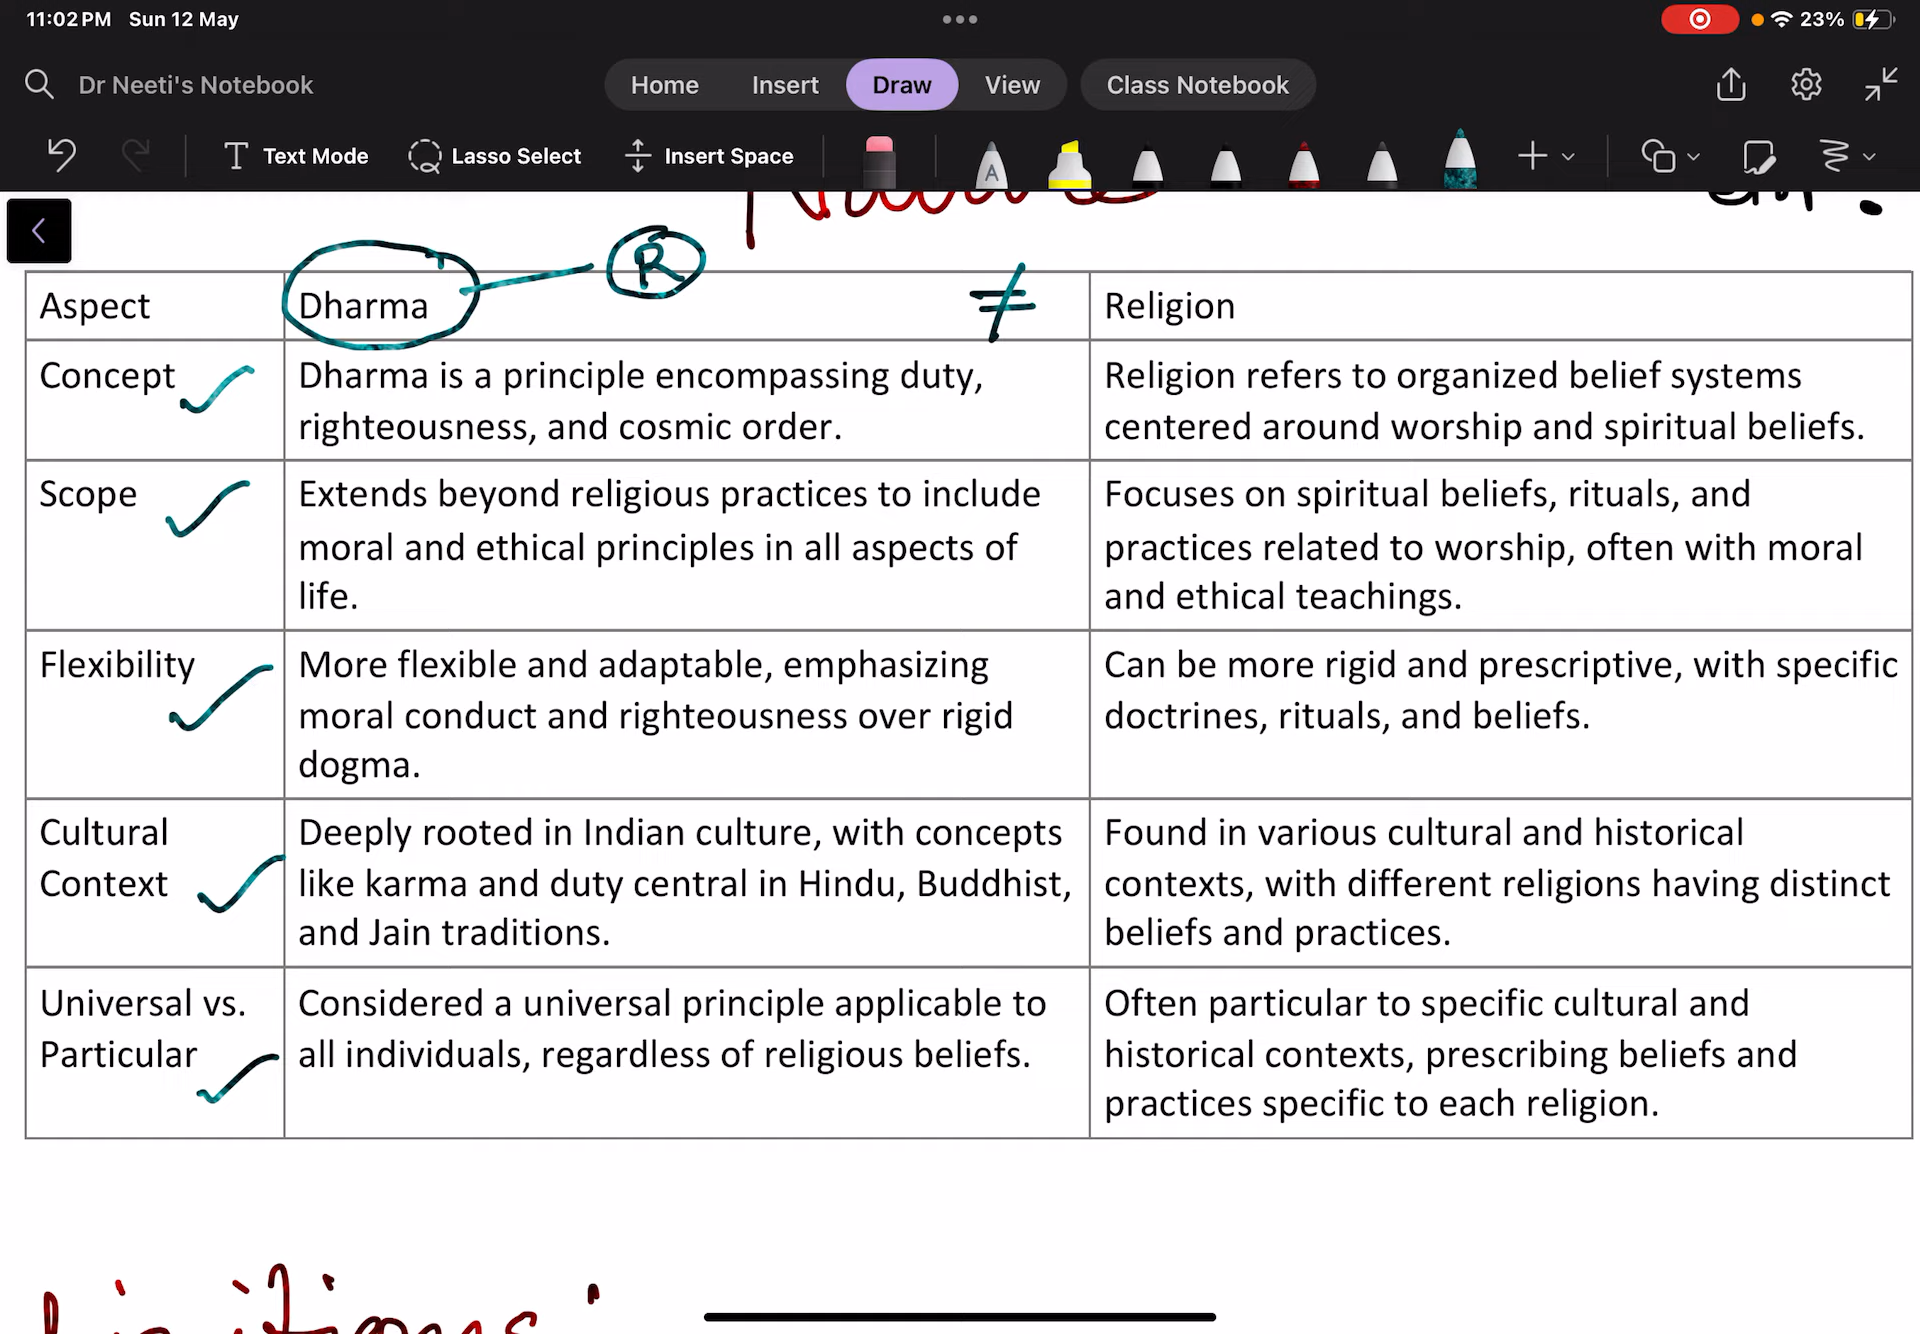 11:02 PM Sun 12 May
23%
Dr Neeti's Notebook
Home Insert Draw View Class Notebook
Text Mode Lasso Select Insert Space
A
R
Aspect Dharma ≠ Religion
Concept Dharma is a principle encompassing duty, Religion refers to organized belief systems
righteousness, and cosmic order. centered around worship and spiritual beliefs.
Scope Extends beyond religious practices to include Focuses on spiritual beliefs, rituals, and
moral and ethical principles in all aspects of practices related to worship, often with moral
life. and ethical teachings.
Flexibility More flexible and adaptable, emphasizing Can be more rigid and prescriptive, with specific
moral conduct and righteousness over rigid doctrines, rituals, and beliefs.
dogma.
Cultural Deeply rooted in Indian culture, with concepts Found in various cultural and historical
Context like karma and duty central in Hindu, Buddhist, contexts, with different religions having distinct
and Jain traditions. beliefs and practices.
Universal vs. Considered a universal principle applicable to Often particular to specific cultural and
Particular all individuals, regardless of religious beliefs. historical contexts, prescribing beliefs and
practices specific to each religion.